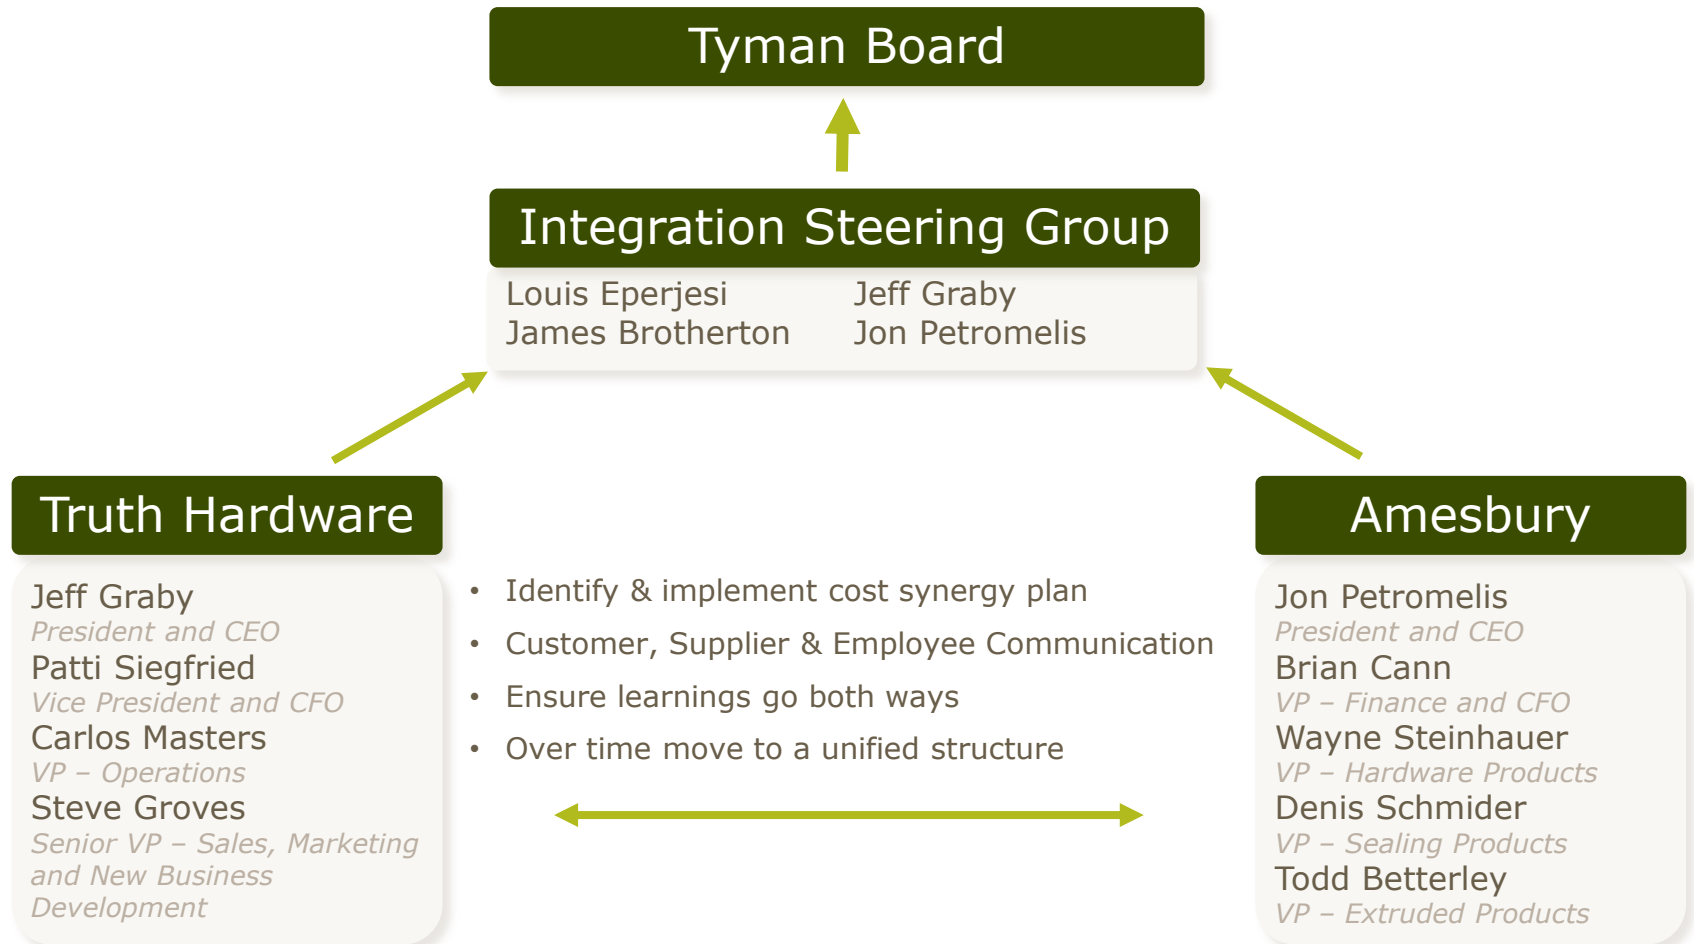 Tyman Board
Integration Steering Group
Louis Eperjesi
Jeff Graby
James Brotherton
Jon Petromelis
Truth Hardware
Jeff Graby
President and CEO
Patti Siegfried
Vice President and CFO
Carlos Masters
VP – Operations
Steve Groves
Senior VP – Sales, Marketing
and New Business
Development
• Identify & implement cost synergy plan
• Customer, Supplier & Employee Communication
• Ensure learnings go both ways
• Over time move to a unified structure
Amesbury
Jon Petromelis
President and CEO
Brian Cann
VP – Finance and CFO
Wayne Steinhauer
VP – Hardware Products
Denis Schmider
VP – Sealing Products
Todd Betterley
VP – Extruded Products